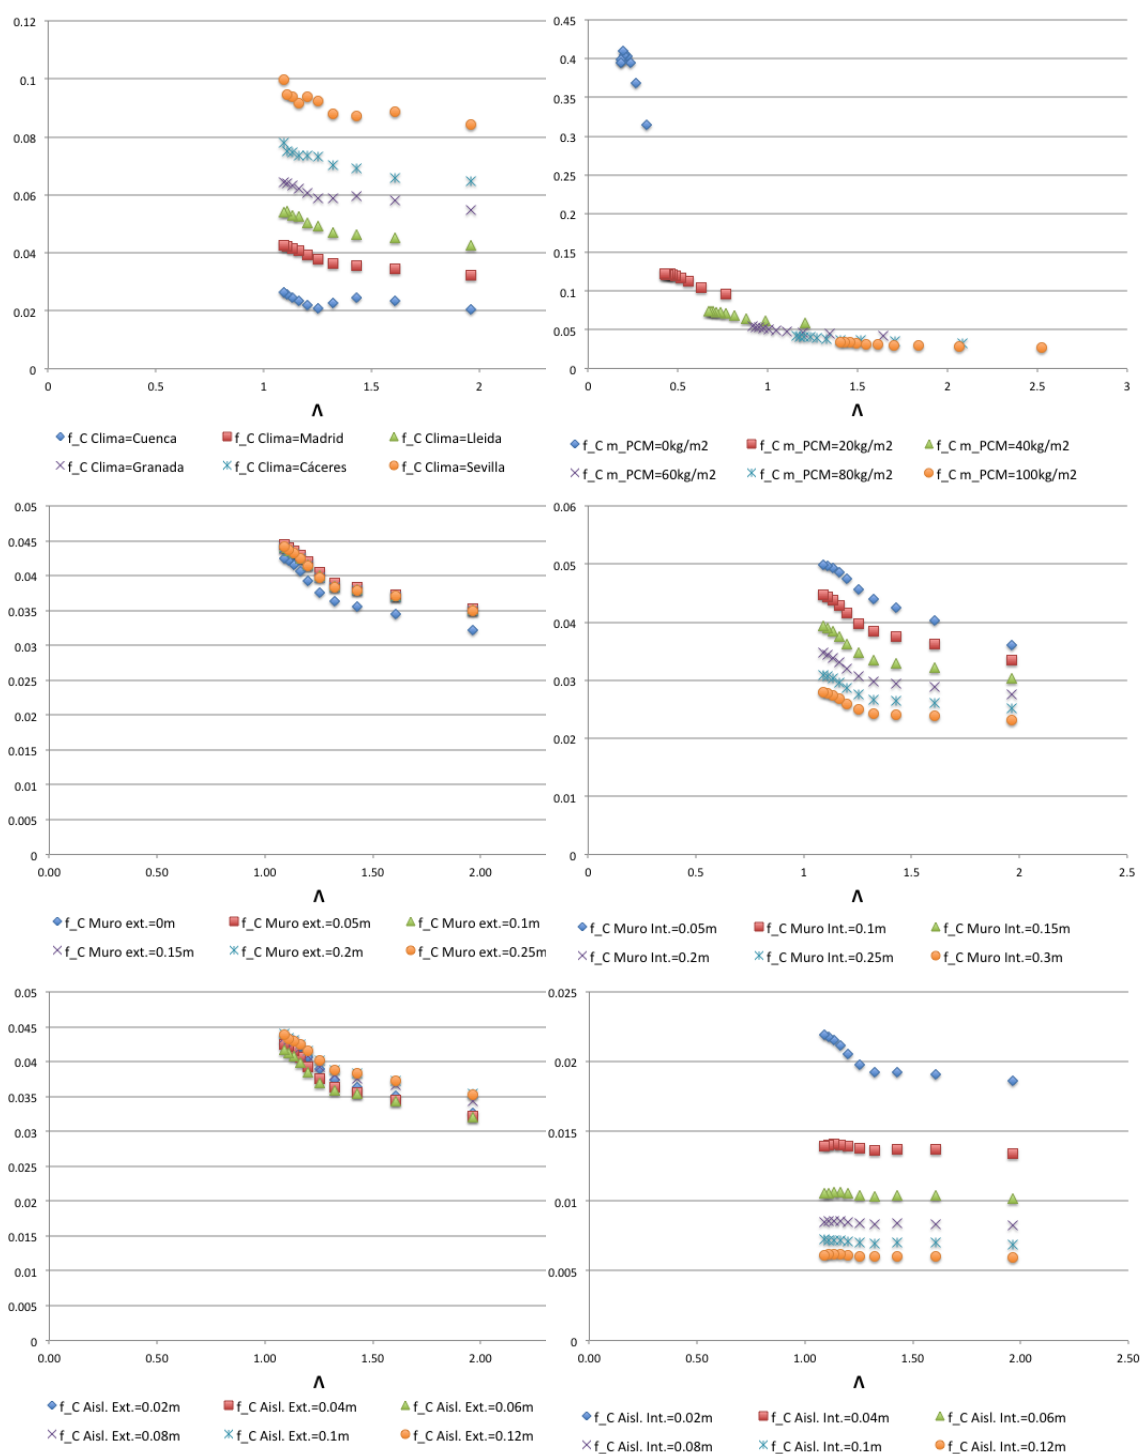 0.12
0.1
0.08
0.06
0.04
0.02
0
0 0.5 1 1.5 2
Λ
f_C Clima=Cuenca f_C Clima=Madrid f_C Clima=Lleida
f_C Clima=Granada f_C Clima=Cáceres f_C Clima=Sevilla
0.45
0.4
0.35
0.3
0.25
0.2
0.15
0.1
0.05
0
0 0.5 1 1.5 2 2.5 3
Λ
f_C m_PCM=0kg/m2 f_C m_PCM=20kg/m2 f_C m_PCM=40kg/m2
f_C m_PCM=60kg/m2 f_C m_PCM=80kg/m2 f_C m_PCM=100kg/m2
0.05
0.045
0.04
0.035
0.03
0.025
0.02
0.015
0.01
0.005
0
0.00 0.50 1.00 1.50 2.00
Λ
f_C Muro ext.=0m f_C Muro ext.=0.05m f_C Muro ext.=0.1m
f_C Muro ext.=0.15m f_C Muro ext.=0.2m f_C Muro ext.=0.25m
0.06
0.05
0.04
0.03
0.02
0.01
0
0 0.5 1 1.5 2 2.5
Λ
f_C Muro Int.=0.05m f_C Muro Int.=0.1m f_C Muro Int.=0.15m
f_C Muro Int.=0.2m f_C Muro Int.=0.25m f_C Muro Int.=0.3m
0.05
0.045
0.04
0.035
0.03
0.025
0.02
0.015
0.01
0.005
0
0.00 0.50 1.00 1.50 2.00
Λ
f_C Aisl. Ext.=0.02m f_C Aisl. Ext.=0.04m f_C Aisl. Ext.=0.06m
f_C Aisl. Ext.=0.08m f_C Aisl. Ext.=0.1m f_C Aisl. Ext.=0.12m
0.025
0.02
0.015
0.01
0.005
0
0.00 0.50 1.00 1.50 2.00 2.50
Λ
f_C Aisl. Int.=0.02m f_C Aisl. Int.=0.04m f_C Aisl. Int.=0.06m
f_C Aisl. Int.=0.08m f_C Aisl. Int.=0.1m f_C Aisl. Int.=0.12m